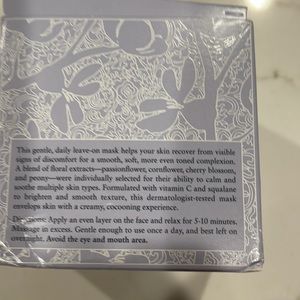 This gentle, daily leave-on mask helps your skin recover from visible
signs of discomfort for a smooth, soft, more even toned complexion.
A blend of floral extracts—passionflower, cornflower, cherry blossom,
and peony—were individually selected for their ability to calm and
soothe multiple skin types. Formulated with vitamin C and squalane
to brighten and smooth texture, this dermatologist-tested mask
envelops skin with a creamy, cocooning experience.
Directions: Apply an even layer on the face and relax for 5-10 minutes.
Massage in excess. Gentle enough to use once a day, and best left on
overnight. Avoid the eye and mouth area.